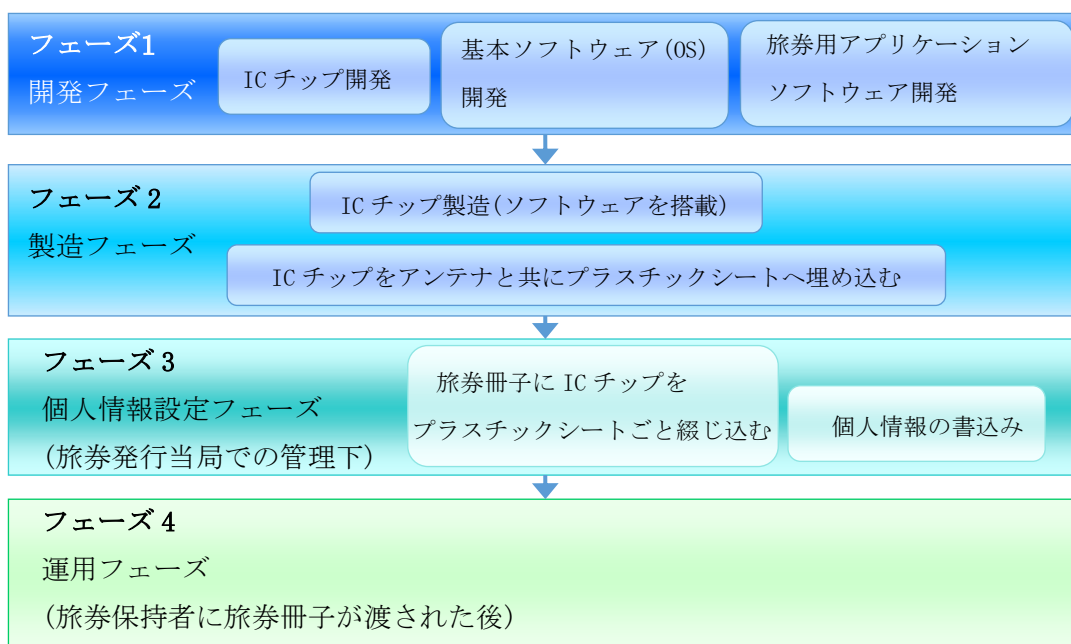 フェーズ1
開発フェーズ
ICチップ開発
基本ソフトウェア(OS)
開発
旅券用アプリケーション
ソフトウェア開発
フェーズ2
製造フェーズ
ICチップ製造(ソフトウェアを搭載)
ICチップをアンテナと共にプラスチックシートへ埋め込む
フェーズ3
個人情報設定フェーズ
(旅券発行当局での管理下)
旅券冊子にICチップを
プラスチックシートごと綴じ込む
個人情報の書込み
フェーズ4
運用フェーズ
(旅券保持者に旅券冊子が渡された後)